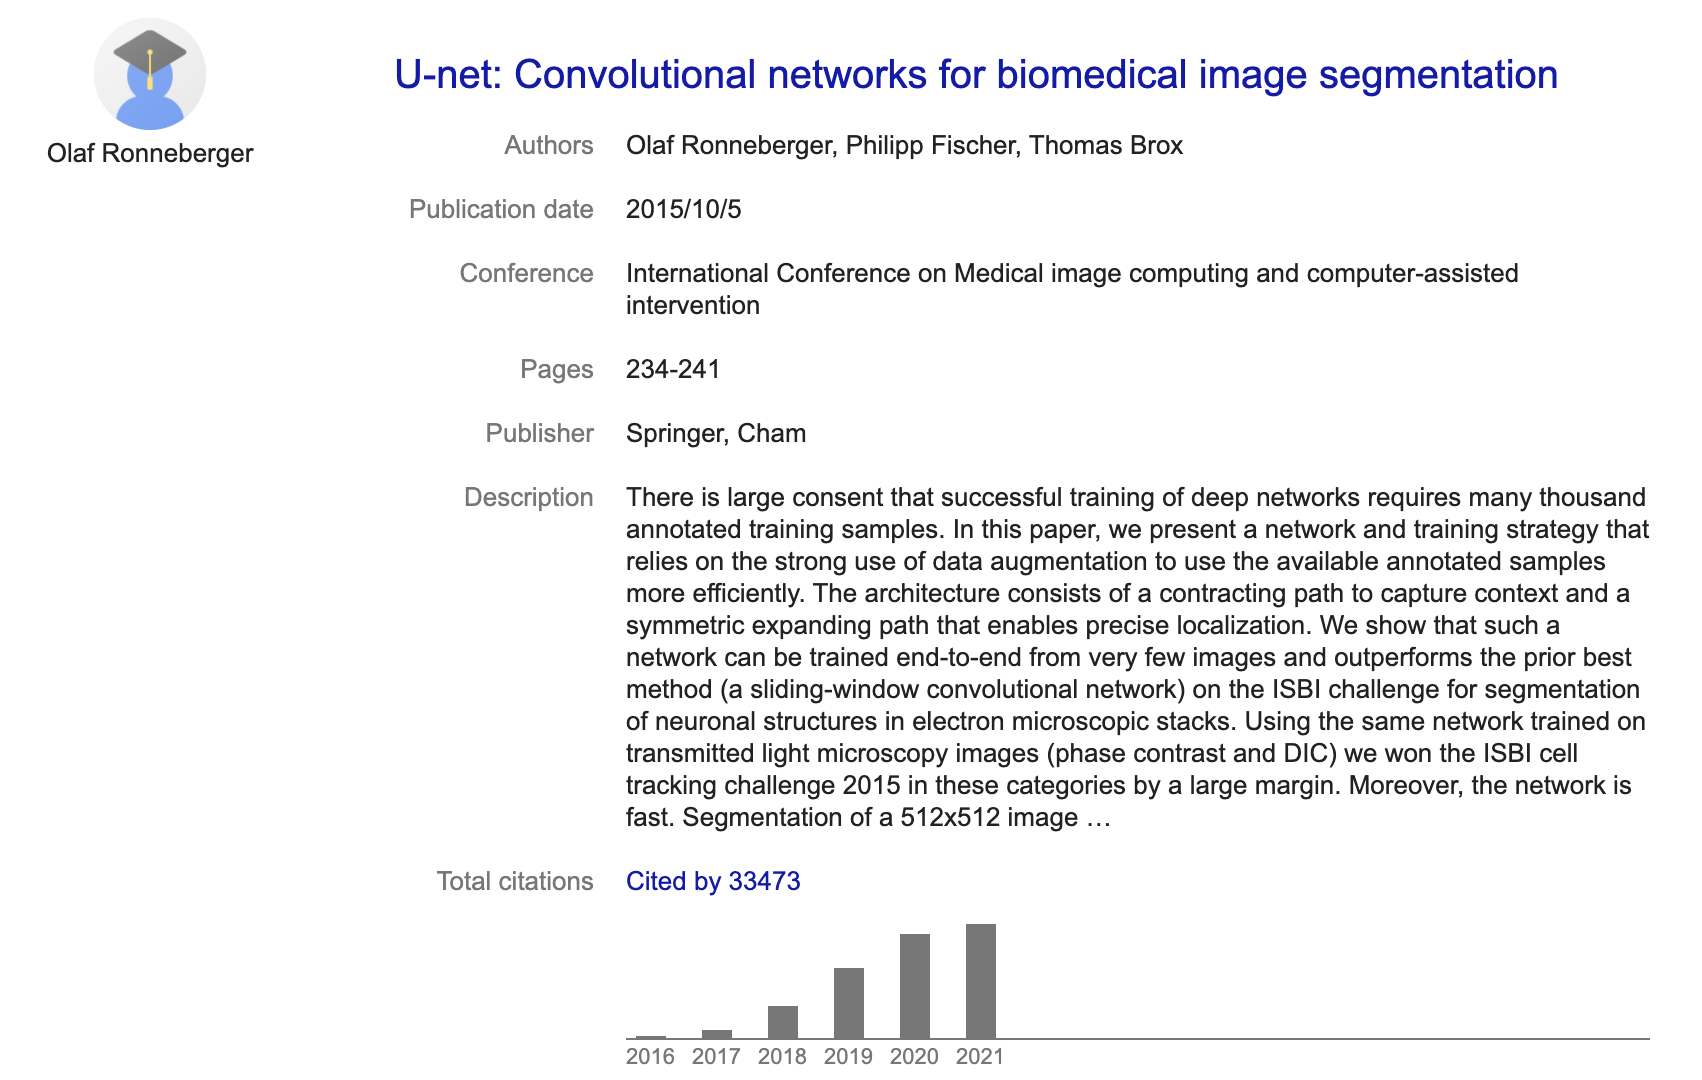 Olaf Ronneberger
U-net: Convolutional networks for biomedical image segmentation
Authors Olaf Ronneberger, Philipp Fischer, Thomas Brox
Publication date 2015/10/5
Conference International Conference on Medical image computing and computer-assisted
intervention
Pages 234-241
Publisher Springer, Cham
Description There is large consent that successful training of deep networks requires many thousand
annotated training samples. In this paper, we present a network and training strategy that
relies on the strong use of data augmentation to use the available annotated samples
more efficiently. The architecture consists of a contracting path to capture context and a
symmetric expanding path that enables precise localization. We show that such a
network can be trained end-to-end from very few images and outperforms the prior best
method (a sliding-window convolutional network) on the ISBI challenge for segmentation
of neuronal structures in electron microscopic stacks. Using the same network trained on
transmitted light microscopy images (phase contrast and DIC) we won the ISBI cell
tracking challenge 2015 in these categories by a large margin. Moreover, the network is
fast. Segmentation of a 512x512 image …
Total citations Cited by 33473
2016 2017 2018 2019 2020 2021